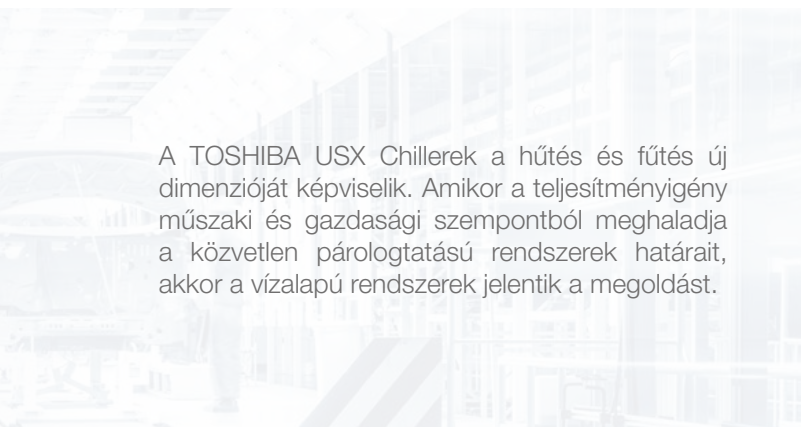 A TOSHIBA USX Chillerek a hűtés és fűtés új
dimenzióját képviselik. Amikor a teljesítményigény
műszaki és gazdasági szempontból meghaladja
a közvetlen párologtatású rendszerek határait,
akkor a vízalapú rendszerek jelentik a megoldást.